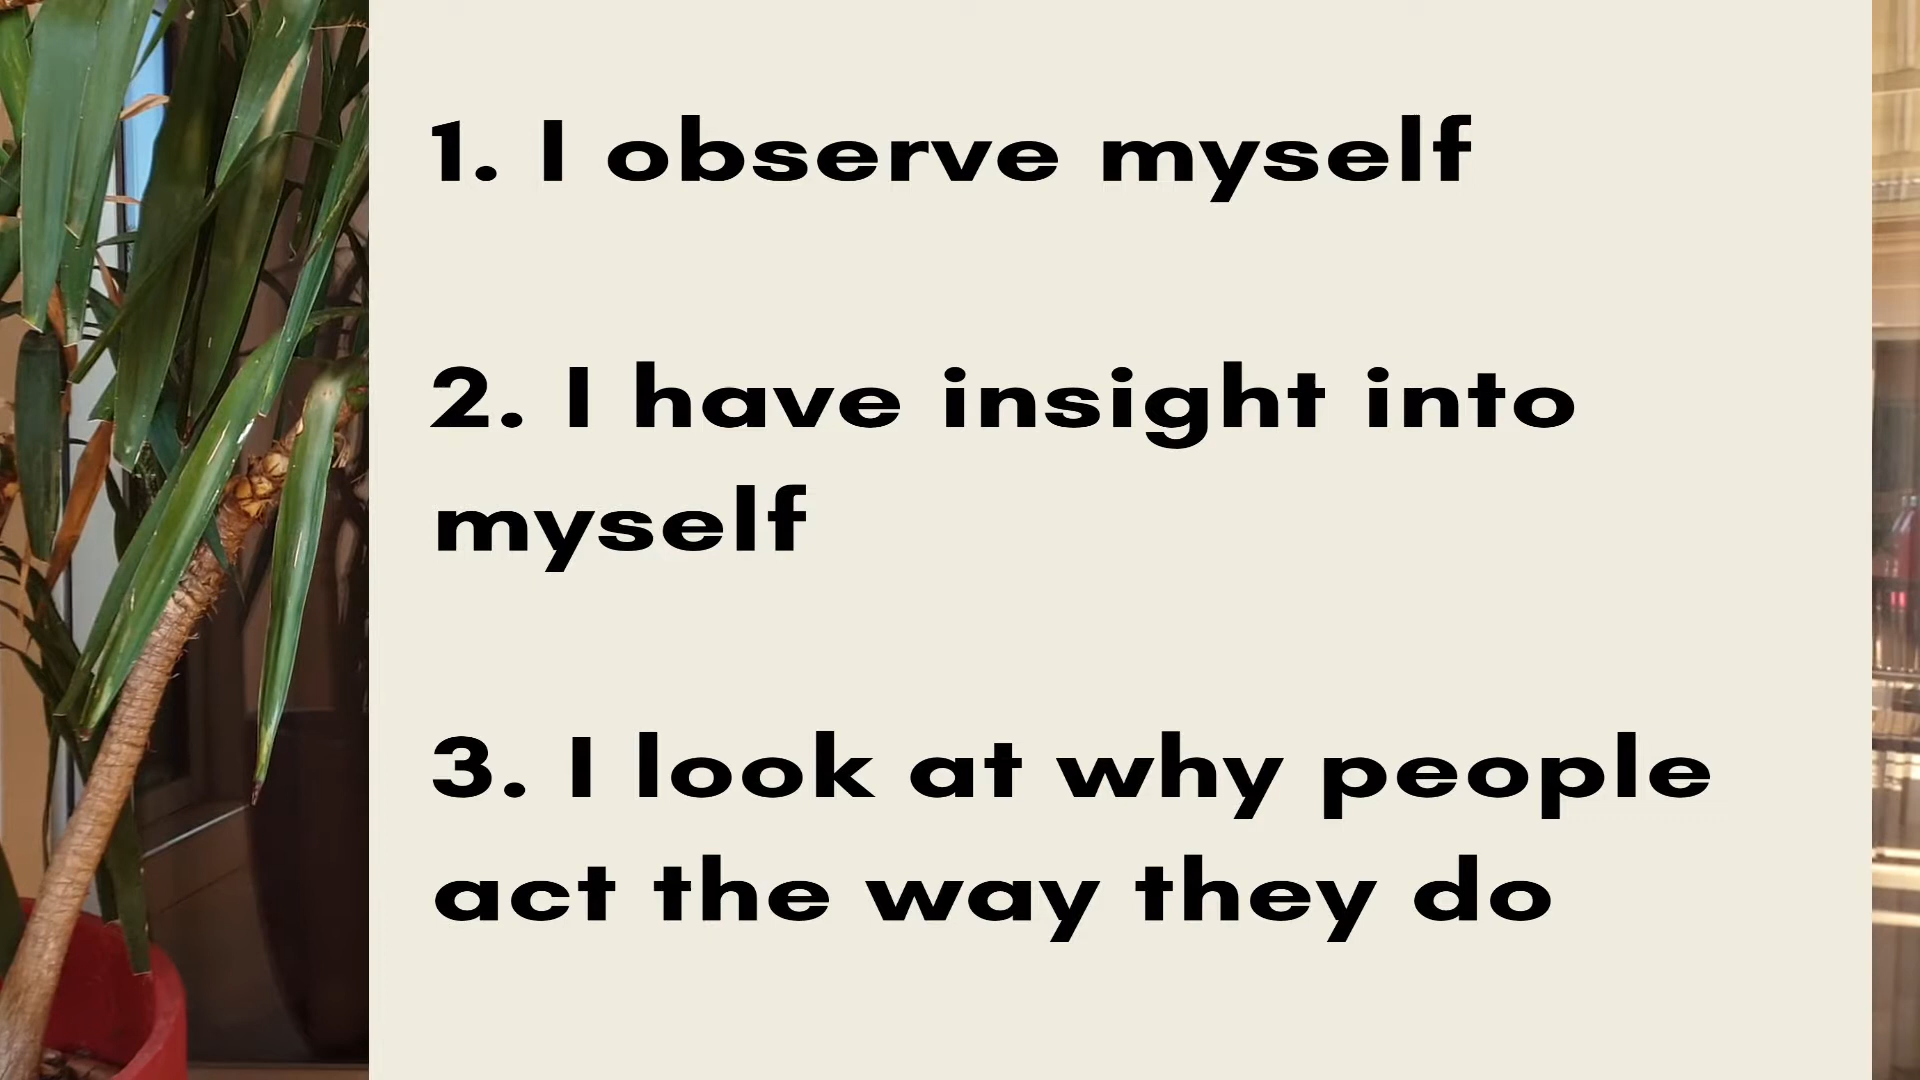 1. I observe myself
2. I have insight into
myself
3. I look at why people
act the way they do